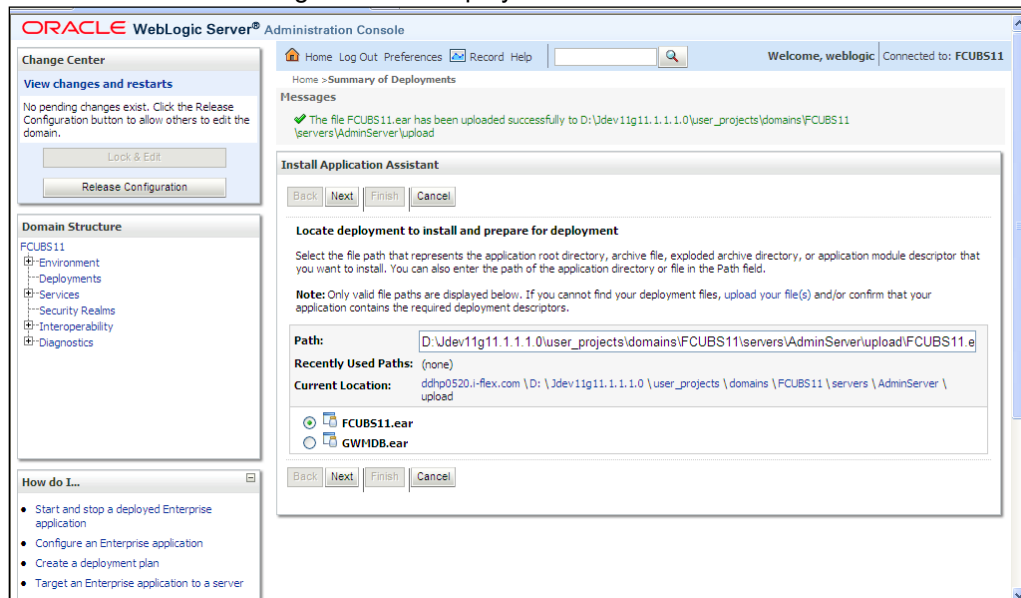 ORACLE WebLogic Server® Administration Console
Change Center
View changes and restarts
No pending changes exist. Click the Release
Configuration button to allow others to edit the
domain.
Lock & Edit
Release Configuration
Domain Structure
FCUBS11
Environment
Deployments
Services
Security Realms
Interoperability
Diagnostics
How do I...
Start and stop a deployed Enterprise
application
Configure an Enterprise application
Create a deployment plan
Target an Enterprise application to a server
Home Log Out Preferences Record Help
Welcome, weblogic Connected to: FCUBS11
Home >Summary of Deployments
Messages
The file FCUBS11.ear has been uploaded successfully to D:\Jdev11g11.1.1.1.0\user_projects\domains\FCUBS11
\servers\AdminServer\upload
Install Application Assistant
Back Next Finish Cancel
Locate deployment to install and prepare for deployment
Select the file path that represents the application root directory, archive file, exploded archive directory, or application module descriptor that
you want to install. You can also enter the path of the application directory or file in the Path field.
Note: Only valid file paths are displayed below. If you cannot find your deployment files, upload your file(s) and/or confirm that your
application contains the required deployment descriptors.
Path: D:\Jdev11g11.1.1.1.0\user_projects\domains\FCUBS11\servers\AdminServer\upload\FCUBS11.e
Recently Used Paths: (none)
Current Location: ddhp0520.i-flex.com \ D: \ Jdev11g11.1.1.1.0 \ user_projects \ domains \ FCUBS11 \ servers \ AdminServer \
upload
FCUBS11.ear
GWMDB.ear
Back Next Finish Cancel